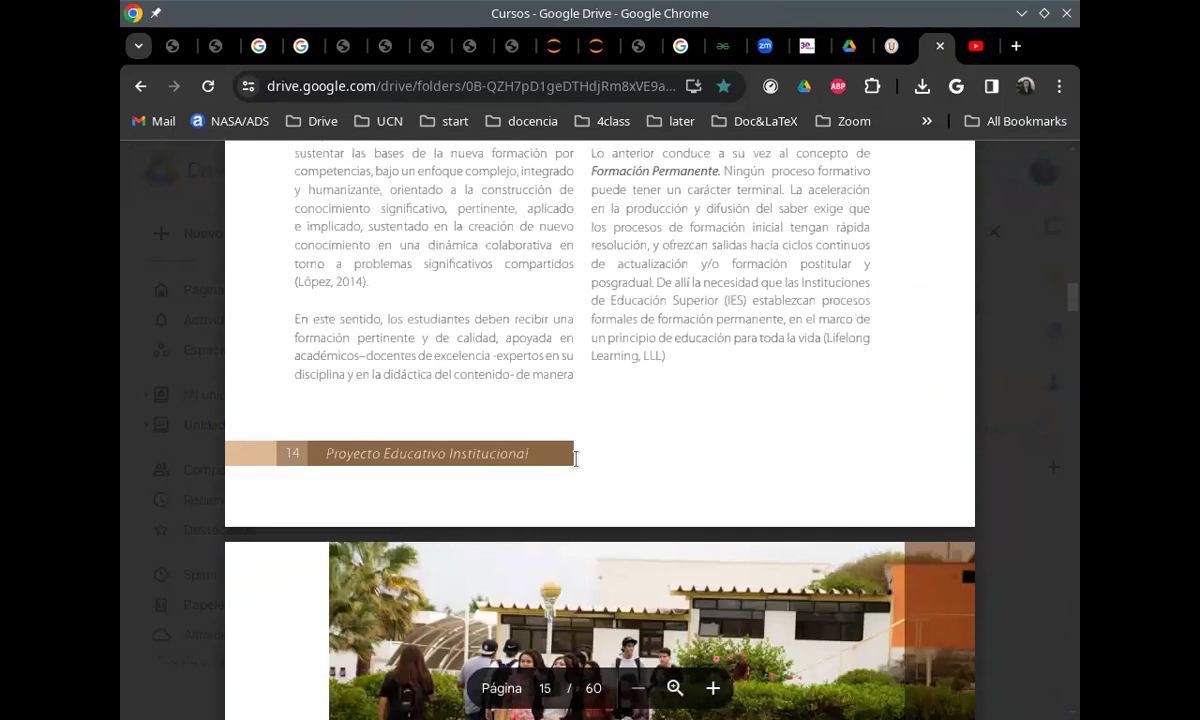 Cursos - Google Drive - Google Chrome
drive.google.com/drive/folders/0B-QZH7pD1geDTHdjRm8xVE9a...
Mail NASA/ADS Drive UCN start docencia 4class later Doc&LaTeX Zoom » All Bookmarks
sustentar las bases de la nueva formación por
competencias, bajo un enfoque complejo, integrado
y humanizante, orientado a la construcción de
conocimiento significativo, pertinente, aplicado
e implicado, sustentado en la creación de nuevo
conocimiento en una dinámica colaborativa en
torno a problemas significativos compartidos
(López, 2014).
En este sentido, los estudiantes deben recibir una
formación pertinente y de calidad, apoyada en
académicos–docentes de excelencia -expertos en su
disciplina y en la didáctica del contenido- de manera
Lo anterior conduce a su vez al concepto de
Formación Permanente. Ningún proceso formativo
puede tener un carácter terminal. La aceleración
en la producción y difusión del saber exige que
los procesos de formación inicial tengan rápida
resolución, y ofrezcan salidas hacia ciclos continuos
de actualización y/o formación postitular y
posgradual. De allí la necesidad que las Instituciones
de Educación Superior (IES) establezcan procesos
formales de formación permanente, en el marco de
un principio de educación para toda la vida (Lifelong
Learning, LLL)
14 Proyecto Educativo Institucional
Página 15 / 60